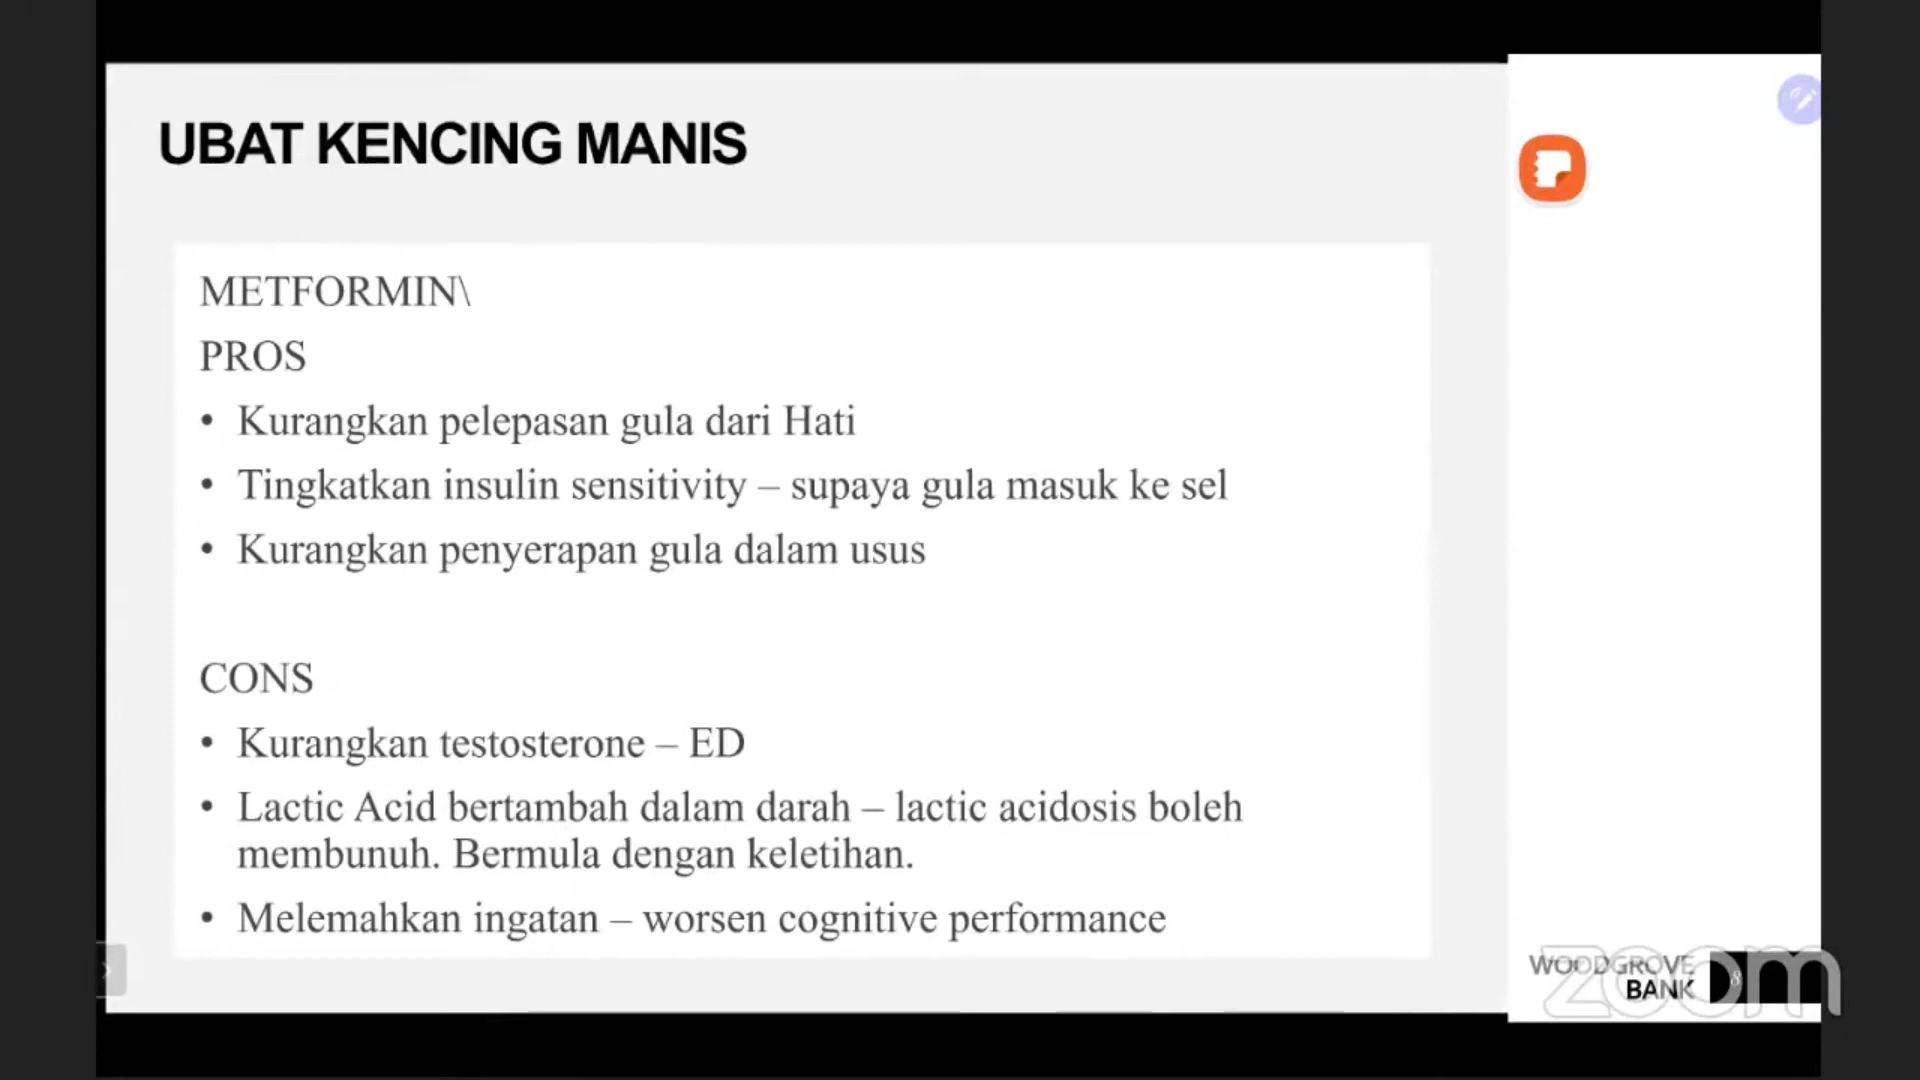 UBAT KENCING MANIS
METFORMIN\
PROS
• Kurangkan pelepasan gula dari Hati
• Tingkatkan insulin sensitivity – supaya gula masuk ke sel
• Kurangkan penyerapan gula dalam usus
CONS
• Kurangkan testosterone – ED
• Lactic Acid bertambah dalam darah – lactic acidosis boleh
membunuh. Bermula dengan keletihan.
• Melemahkan ingatan – worsen cognitive performance
WOODGROVE
BANK
8
zoom